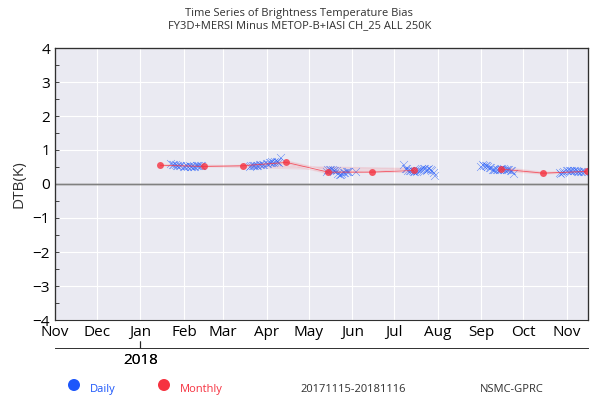 Time Series of Brightness Temperature Bias
FY3D+MERSI Minus METOP-B+IASI CH_25 ALL 250K
DTB(K)
4
3
2
1
0
−1
−2
−3
−4
Nov Dec Jan Feb Mar Apr May Jun Jul Aug Sep Oct Nov
2018
Daily Monthly 20171115-20181116 NSMC-GPRC